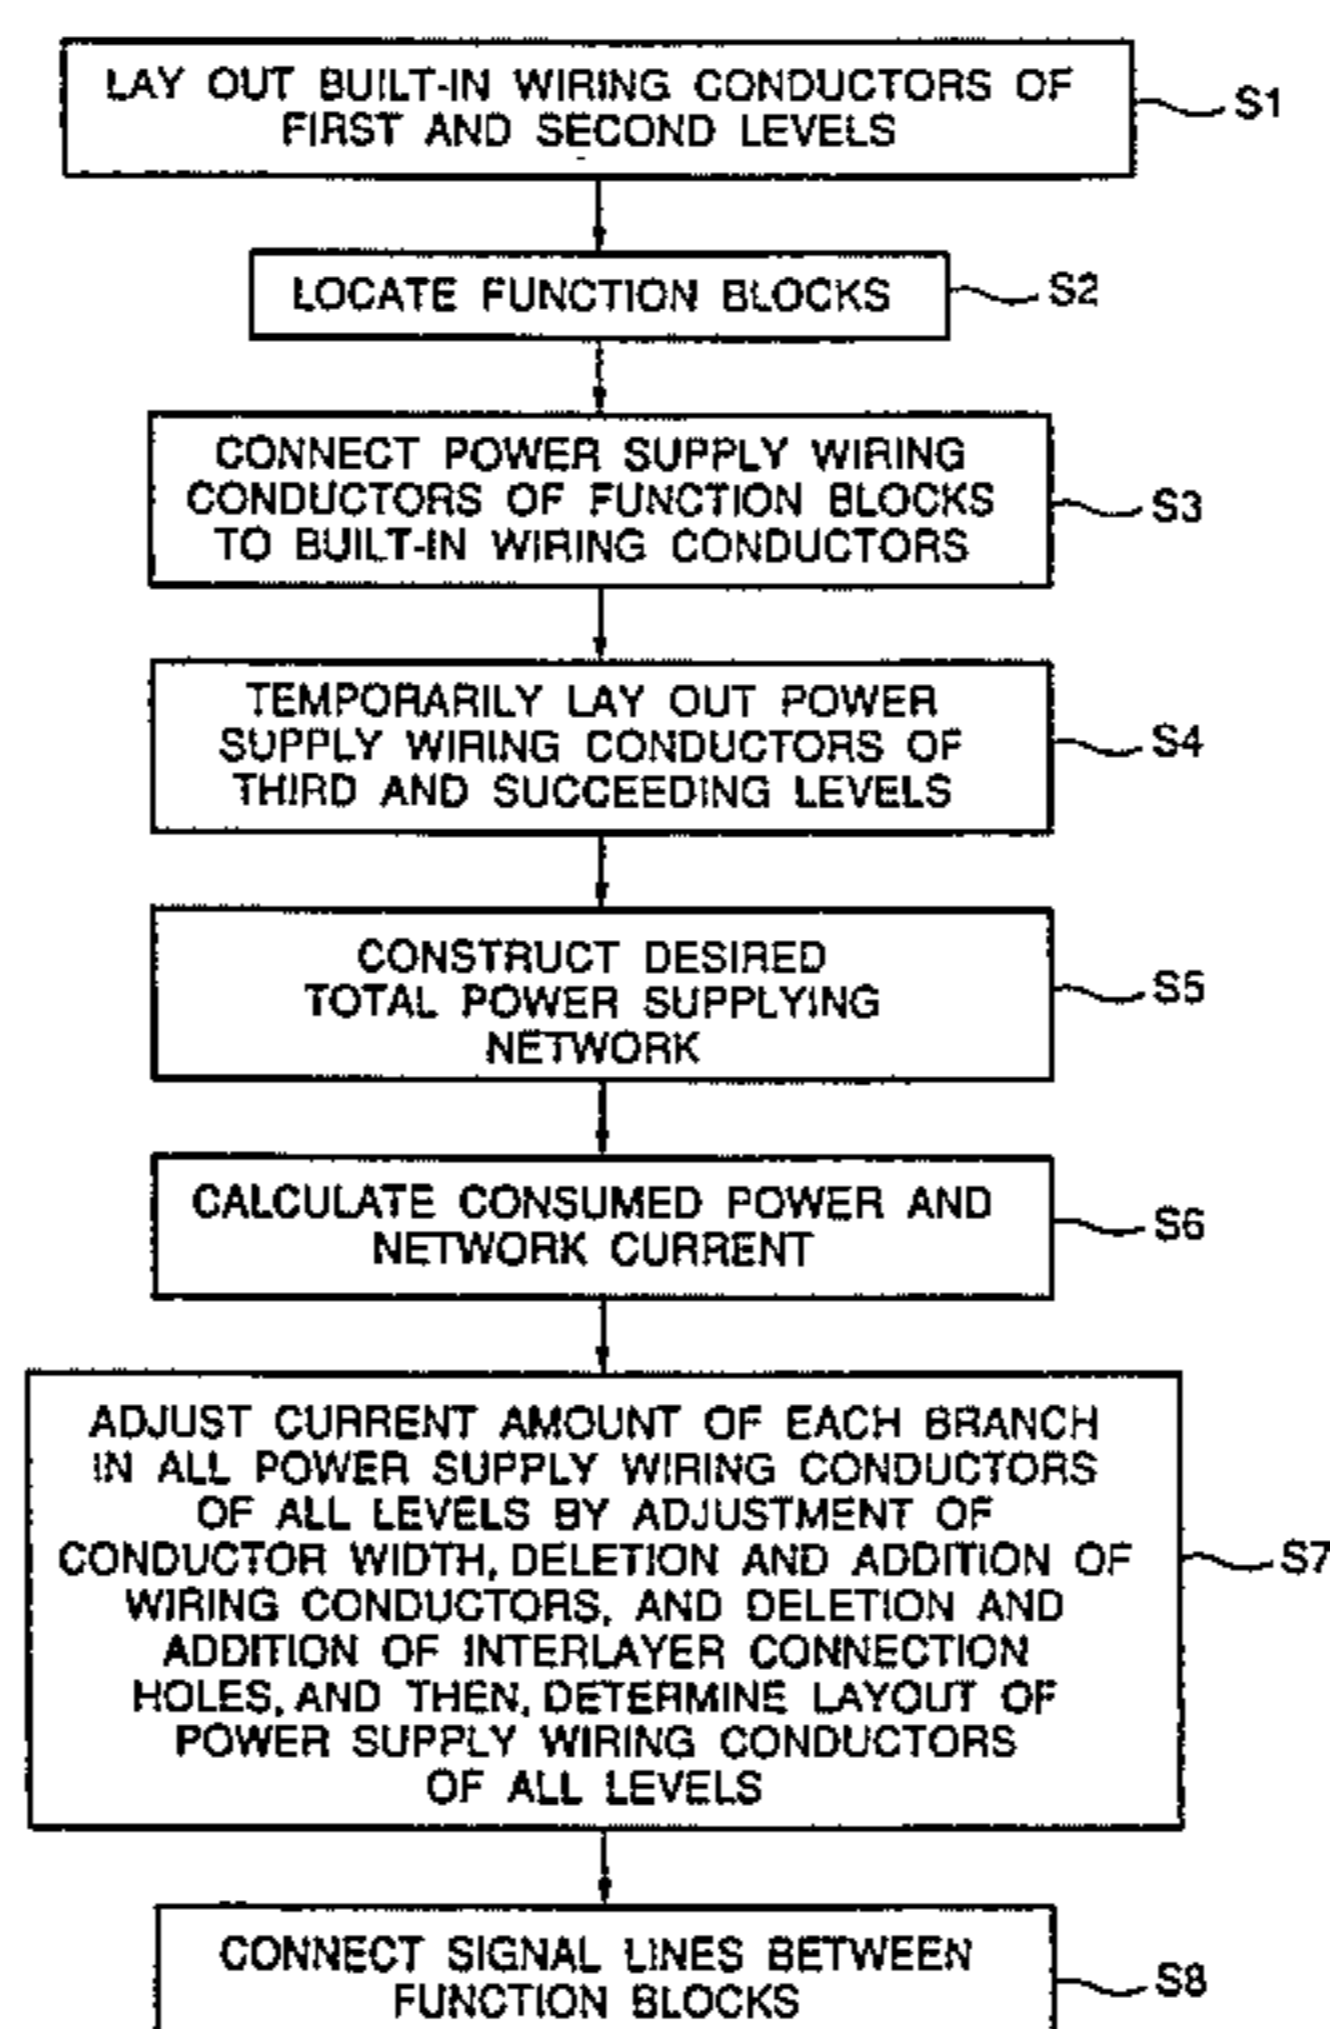 LAY OUT BUILT-IN WIRING CONDUCTORS OF
FIRST AND SECOND LEVELS
S1
LOCATE FUNCTION BLOCKS
S2
CONNECT POWER SUPPLY WIRING
CONDUCTORS OF FUNCTION BLOCKS
TO BUILT-IN WIRING CONDUCTORS
S3
TEMPORARILY LAY OUT POWER
SUPPLY WIRING CONDUCTORS OF
THIRD AND SUCCEEDING LEVELS
S4
CONSTRUCT DESIRED
TOTAL POWER SUPPLYING
NETWORK
S5
CALCULATE CONSUMED POWER AND
NETWORK CURRENT
S6
ADJUST CURRENT AMOUNT OF EACH BRANCH
IN ALL POWER SUPPLY WIRING CONDUCTORS
OF ALL LEVELS BY ADJUSTMENT OF
CONDUCTOR WIDTH, DELETION AND ADDITION OF
WIRING CONDUCTORS, AND DELETION AND
ADDITION OF INTERLAYER CONNECTION
HOLES, AND THEN, DETERMINE LAYOUT OF
POWER SUPPLY WIRING CONDUCTORS
OF ALL LEVELS
S7
CONNECT SIGNAL LINES BETWEEN
FUNCTION BLOCKS
S8